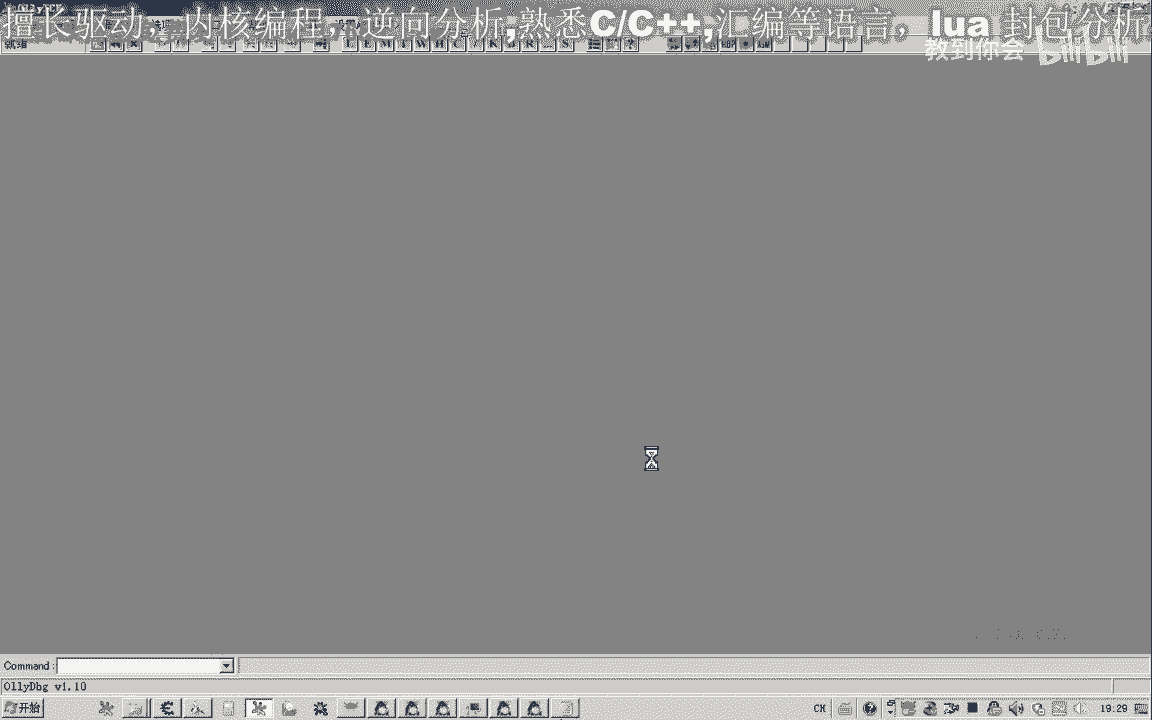 擅长驱动，内核编程，逆向分析,熟悉C/C++,汇编等语言， lua 封包分析
教到你会 bilibili
就绪 L E M T W H C / K B R ... S
Command:
OllyDbg v1.10
开始 CH 19:29